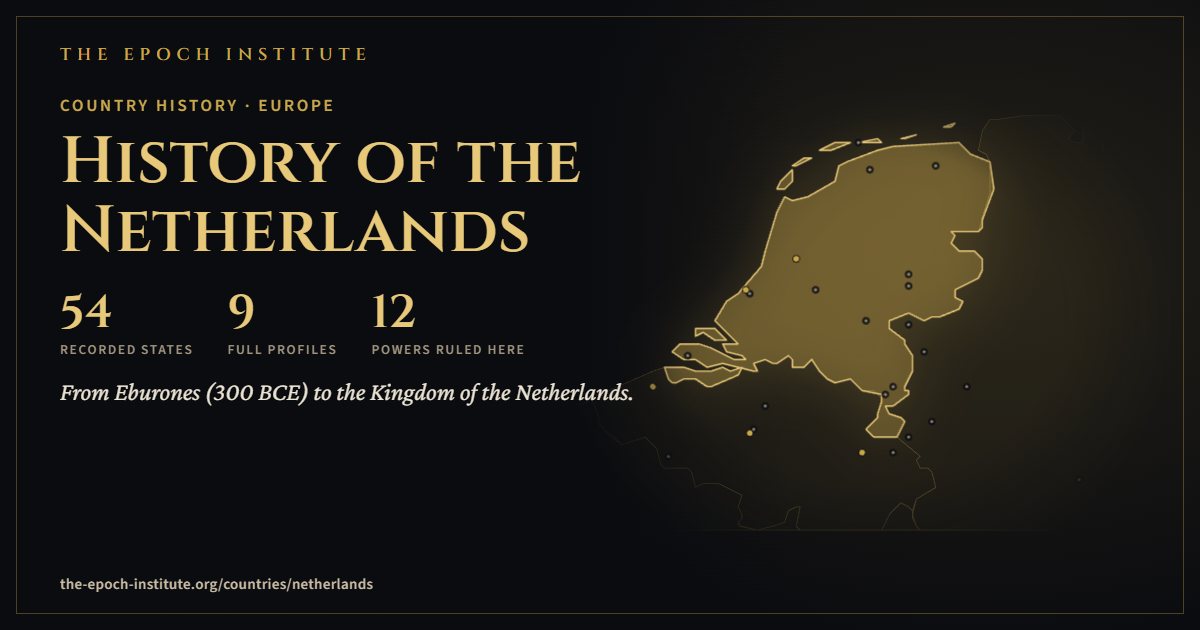 THE EPOCH INSTITUTE
COUNTRY HISTORY · EUROPE
HISTORY OF THE
NETHERLANDS
54 9 12
RECORDED STATES FULL PROFILES POWERS RULED HERE
From Eburones (300 BCE) to the Kingdom of the Netherlands.
the-epoch-institute.org/countries/netherlands